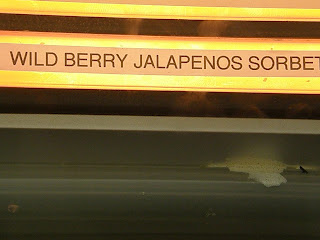 WILD BERRY JALAPENOS SORBET